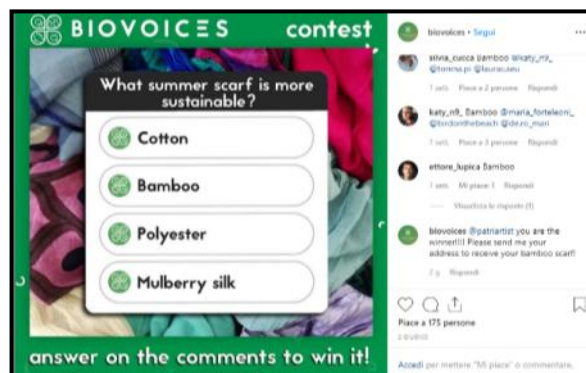 BIOVOICES
contest
What summer scarf is more
sustainable?
Cotton
Bamboo
Polyester
Mulberry silk
answer on the comments to win it!
biovoices • Segui
silvia_cucca Bamboo @katy_n9_
1 sett. Piace a 2 persone Rispondi
katy_n9_ Bamboo @maria_forteleoni_
1 sett. Piace a 3 persone Rispondi
ettore_lupica Bamboo
1 sett. Mi piace: 1 Rispondi
Visualizza le risposte (1)
biovoices @patriartist you are the
winner!!!! Please send me your
address to receive your bamboo scarf!
2 g Rispondi
Piace a 175 persone
Accedi per mettere "Mi piace" o commentare.